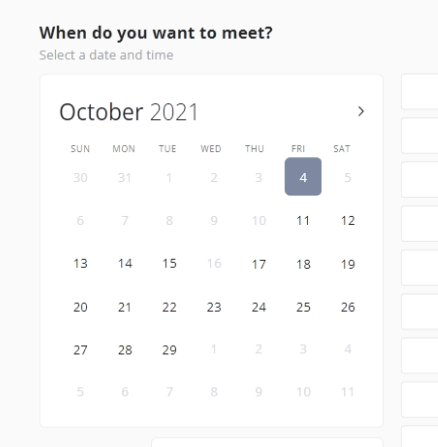 When do you want to meet?
Select a date and time
October 2021 >
SUN MON TUE WED THU FRI SAT
30 31 1 2 3 4 5
6 7 8 9 10 11 12
13 14 15 16 17 18 19
20 21 22 23 24 25 26
27 28 29 1 2 3 4
5 6 7 8 9 10 11